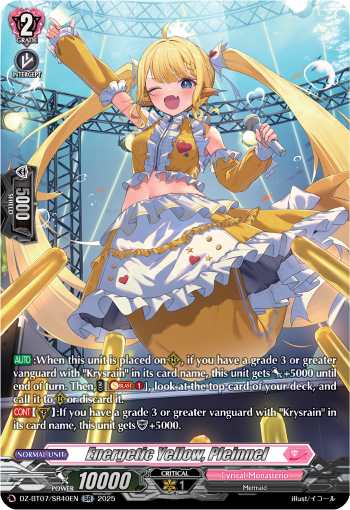 2
GRADE
INTERCEPT
5000
SHIELD
AUTO:When this unit is placed on, if you have a grade 3 or greater
vanguard with "Krysrain" in its card name, this unit gets +5000 until
end of turn. Then, [BLAST 1], look at the top card of your deck, and
call it to or discard it.
CONT[]:If you have a grade 3 or greater vanguard with "Krysrain" in
its card name, this unit gets +5000.
NORMAL UNIT
Energetic Yellow, Pleinnel
POWER 10000
CRITICAL
1
Lyrical Monasterio
Mermaid
DZ-BT07/SR40EN SR 2025
illust/イコール